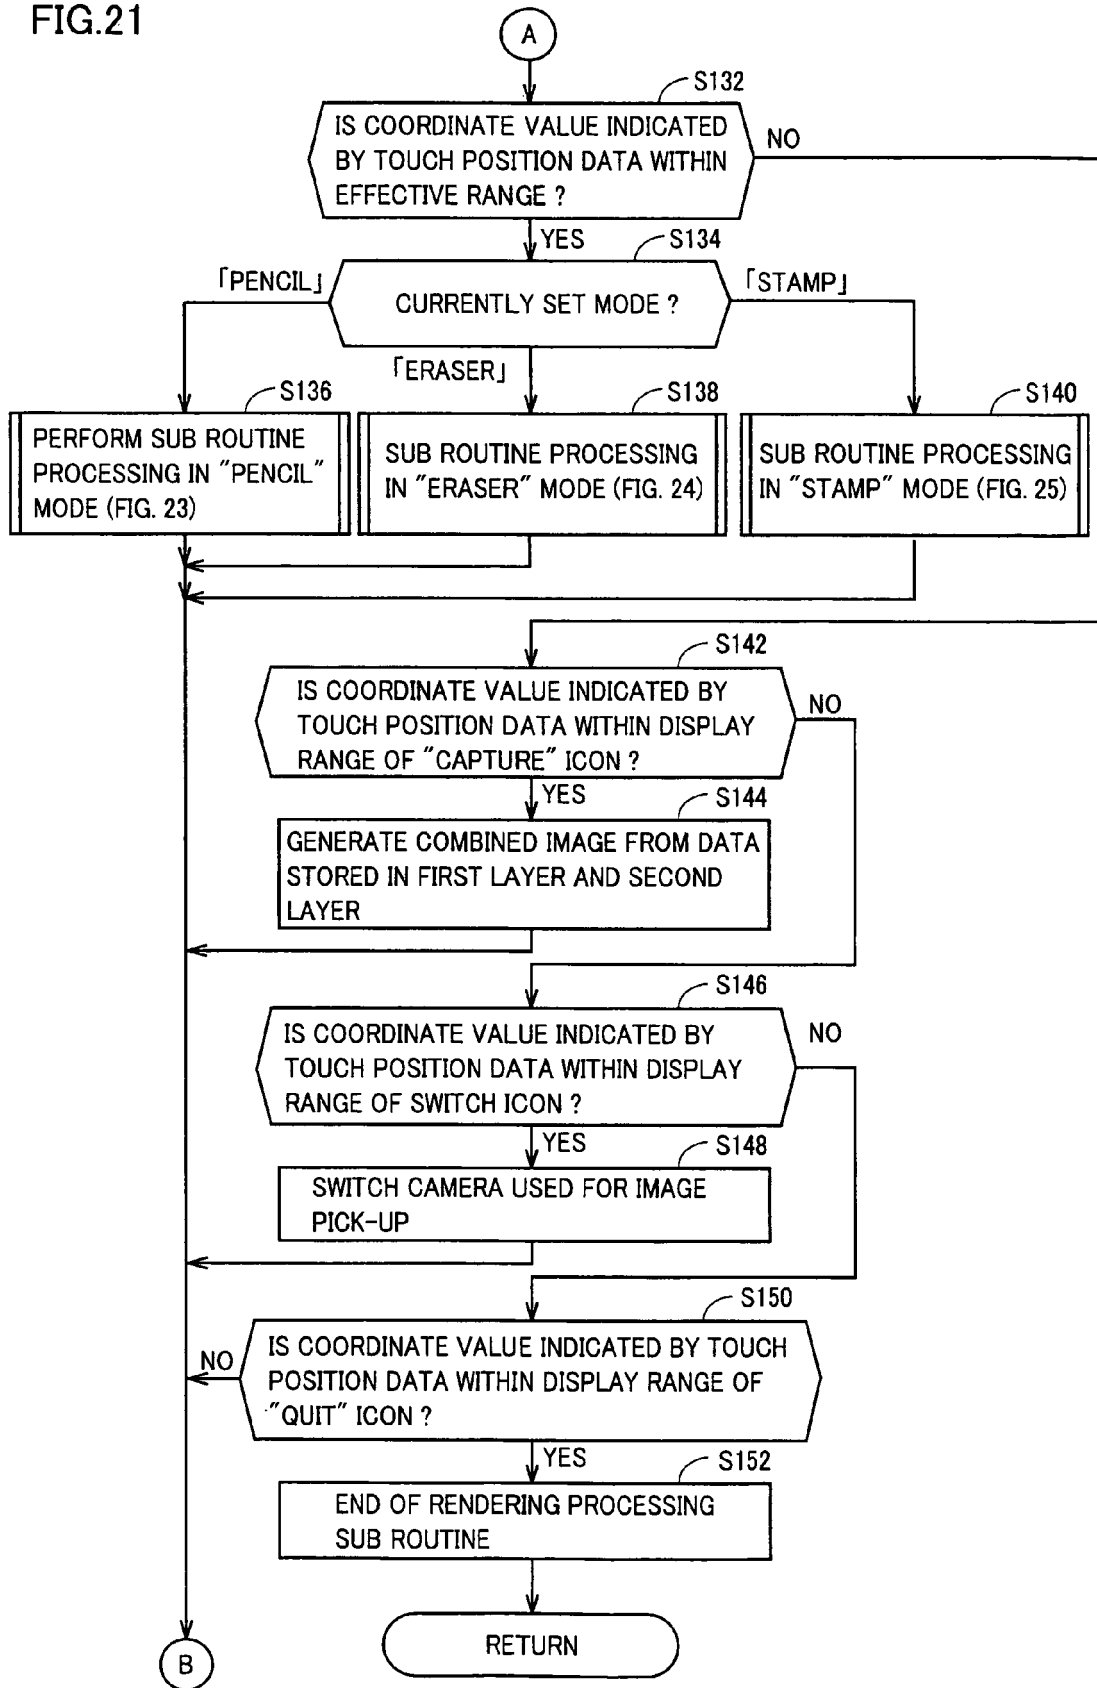 FIG.21
A
S132
IS COORDINATE VALUE INDICATED
BY TOUCH POSITION DATA WITHIN
EFFECTIVE RANGE ?
NO
YES
S134
「PENCIL」
CURRENTLY SET MODE ?
「STAMP」
「ERASER」
S136
PERFORM SUB ROUTINE
PROCESSING IN "PENCIL"
MODE (FIG. 23)
S138
SUB ROUTINE PROCESSING
IN "ERASER" MODE (FIG. 24)
S140
SUB ROUTINE PROCESSING
IN "STAMP" MODE (FIG. 25)
S142
IS COORDINATE VALUE INDICATED BY
TOUCH POSITION DATA WITHIN DISPLAY
RANGE OF "CAPTURE" ICON ?
NO
YES
S144
GENERATE COMBINED IMAGE FROM DATA
STORED IN FIRST LAYER AND SECOND
LAYER
S146
IS COORDINATE VALUE INDICATED BY
TOUCH POSITION DATA WITHIN DISPLAY
RANGE OF SWITCH ICON ?
NO
YES
S148
SWITCH CAMERA USED FOR IMAGE
PICK-UP
S150
IS COORDINATE VALUE INDICATED BY TOUCH
POSITION DATA WITHIN DISPLAY RANGE OF
"QUIT" ICON ?
NO
YES
S152
END OF RENDERING PROCESSING
SUB ROUTINE
RETURN
B